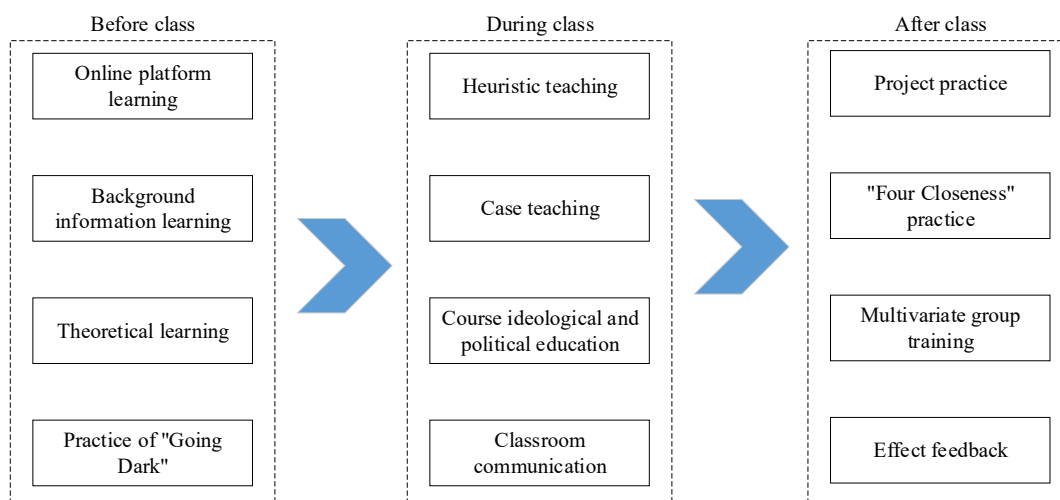 Before class
Online platform
learning
Background
information learning
Theoretical learning
Practice of "Going
Dark"
During class
Heuristic teaching
Case teaching
Course ideological and
political education
Classroom
communication
After class
Project practice
"Four Closeness"
practice
Multivariate group
training
Effect feedback